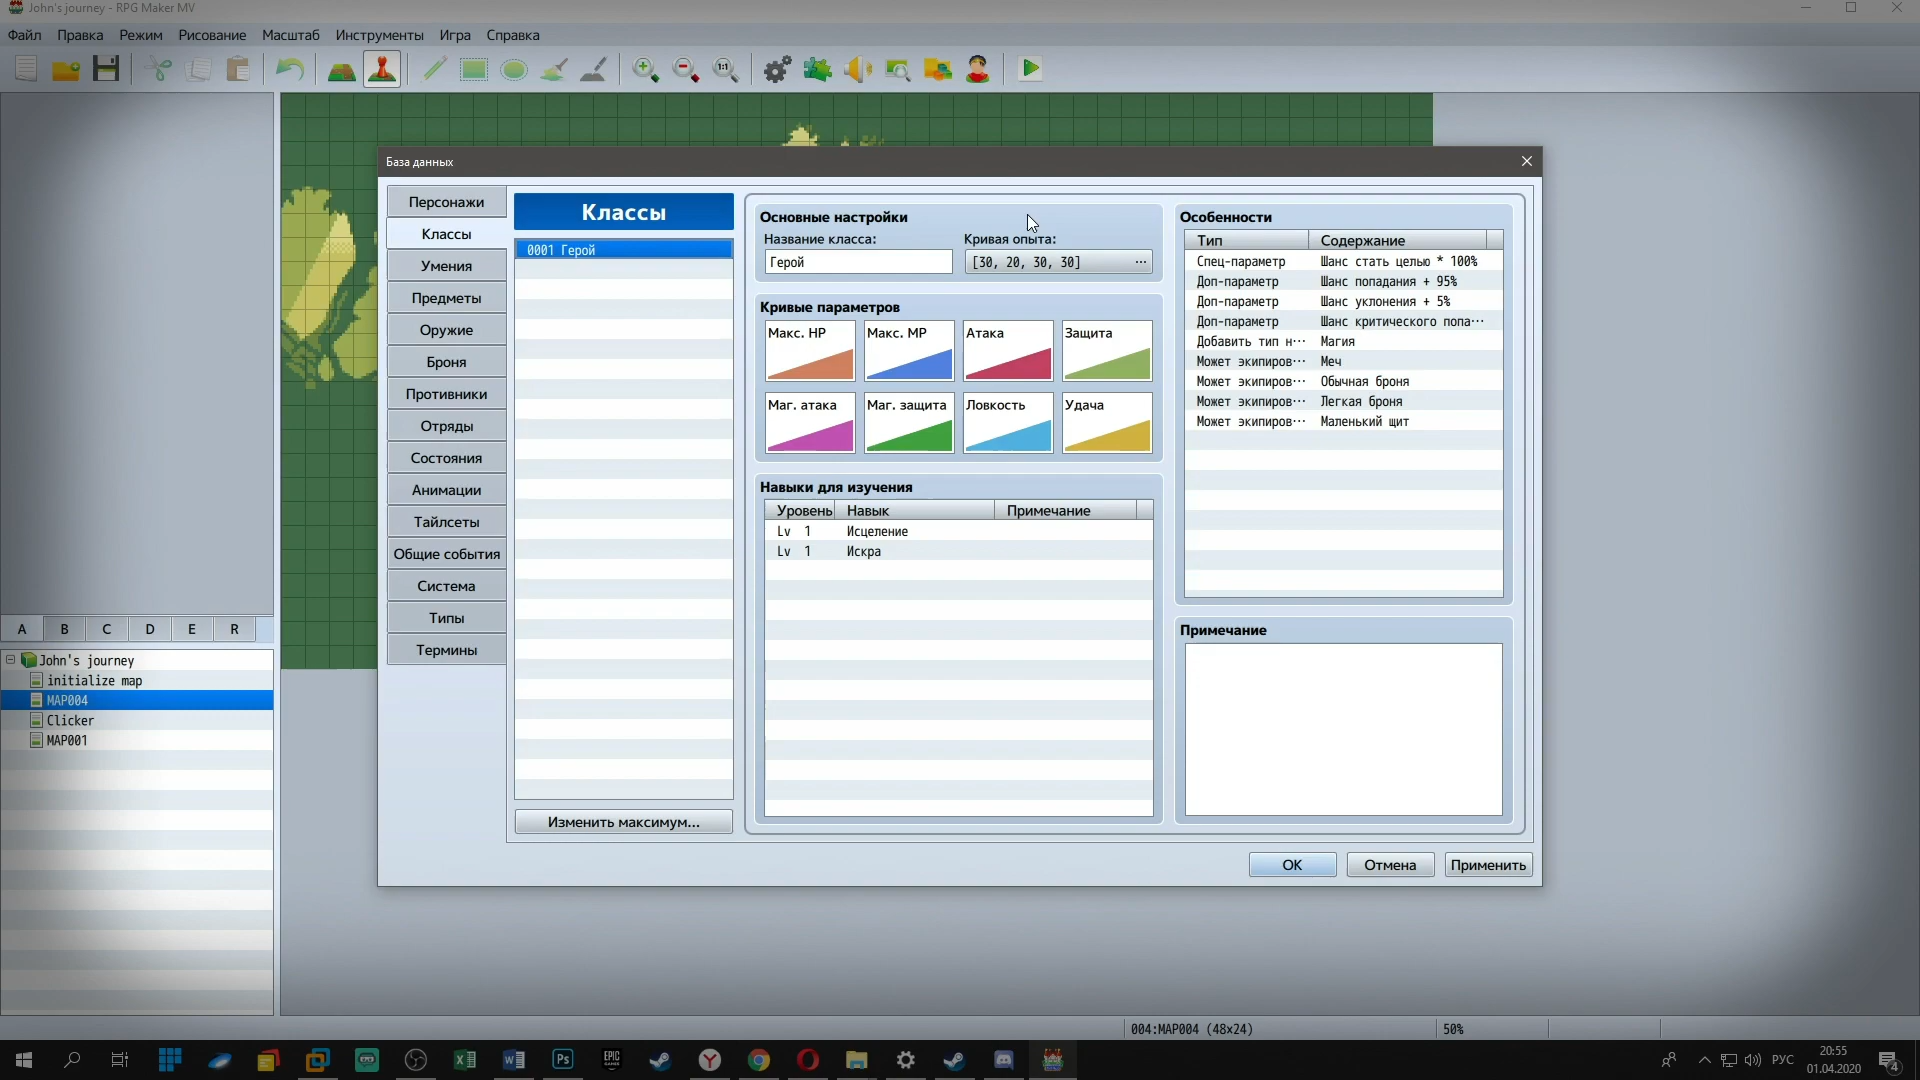 John's journey - RPG Maker MV
Файл Правка Режим Рисование Масштаб Инструменты Игра Справка
1:1
База данных
Персонажи
Классы
Умения
Предметы
Оружие
Броня
Противники
Отряды
Состояния
Анимации
Тайлсеты
Общие события
Система
Типы
Термины
Классы
0001 Герой
Изменить максимум...
Основные настройки
Название класса: Кривая опыта:
Герой [30, 20, 30, 30] ...
Кривые параметров
Макс. HP Макс. MP Атака Защита
Маг. атака Маг. защита Ловкость Удача
Навыки для изучения
Уровень Навык Примечание
Lv 1 Исцеление
Lv 1 Искра
Особенности
Тип Содержание
Спец-параметр Шанс стать целью * 100%
Доп-параметр Шанс попадания + 95%
Доп-параметр Шанс уклонения + 5%
Доп-параметр Шанс критического попа...
Добавить тип н... Магия
Может экипиров... Меч
Может экипиров... Обычная броня
Может экипиров... Легкая броня
Может экипиров... Маленький щит
Примечание
OK Отмена Применить
A B C D E R
John's journey
initialize map
MAP004
Clicker
MAP001
004:MAP004 (48x24) 50%
Ps
EPIC GAMES
РУС
20:55
01.04.2020
4